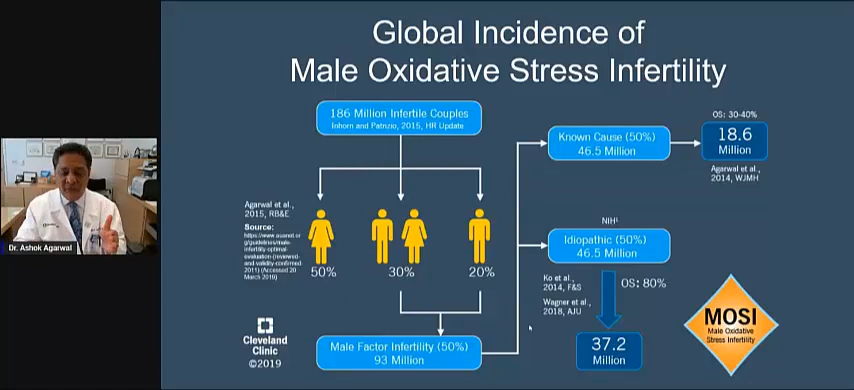 Global Incidence of
Male Oxidative Stress Infertility
186 Million Infertile Couples
Inhorn and Patrizio, 2015, HR Update
Agarwal et al.,
2015, RB&E
Source:
https://www.auanet.or
g/guidelines/male-
infertility-optimal-
evaluation-(reviewed-
and-validity-confirmed-
2011) (Accessed 20
March 2019)
50%
30%
20%
Male Factor Infertility (50%)
93 Million
Known Cause (50%)
46.5 Million
OS: 30-40%
18.6
Million
Agarwal et al.,
2014, WJMH
NIH¹
Idiopathic (50%)
46.5 Million
Ko et al.,
2014, F&S
Wagner et al.,
2018, AJU
OS: 80%
37.2
Million
MOSI
Male Oxidative
Stress Infertility
Cleveland
Clinic
©2019
Dr. Ashok Agarwal